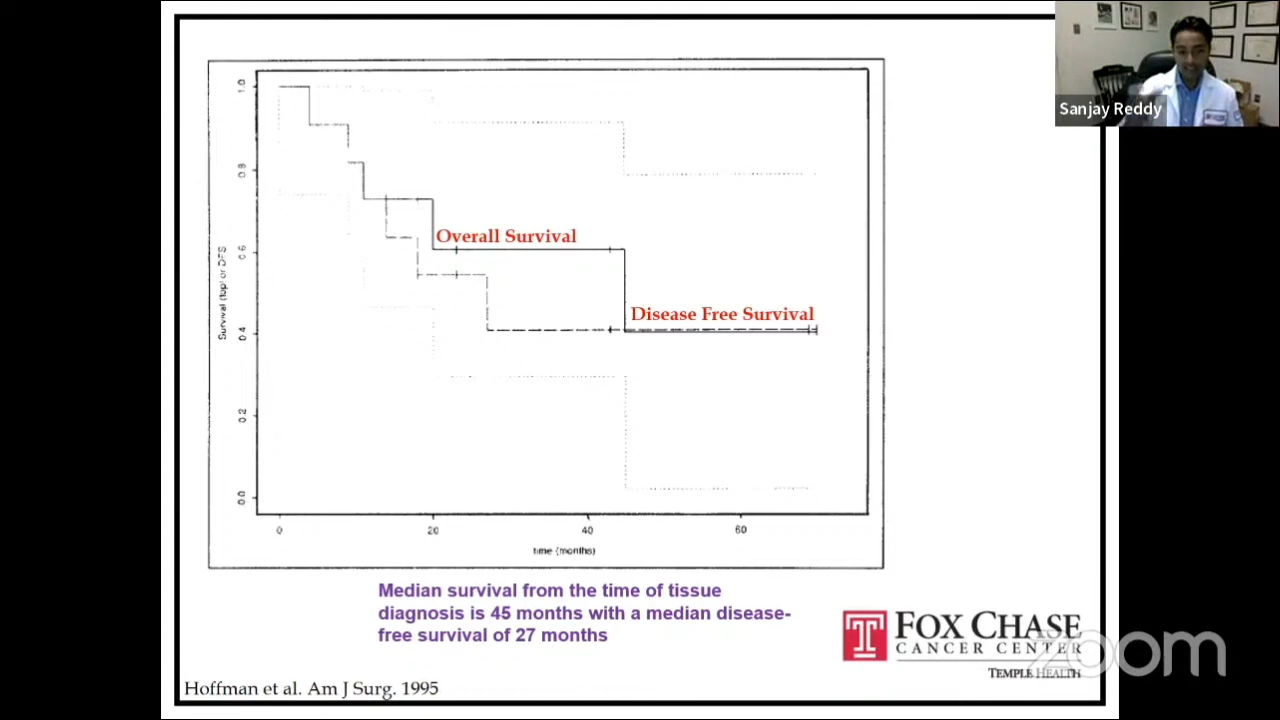 Sanjay Reddy
1.0
0.8
0.6
0.4
0.2
0.0
Survival (top) or DFS
Overall Survival
Disease Free Survival
0
20
40
60
time (months)
Median survival from the time of tissue
diagnosis is 45 months with a median disease-
free survival of 27 months
FOX CHASE
CANCER CENTER
TEMPLE HEALTH
zoom
Hoffman et al. Am J Surg. 1995